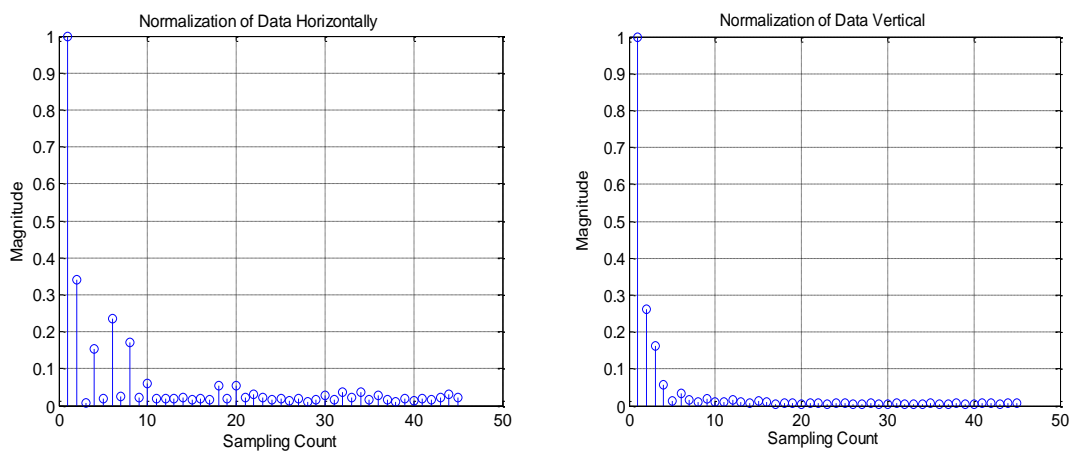 Normalization of Data Horizontally
1
0.9
0.8
0.7
0.6
0.5
0.4
0.3
0.2
0.1
0
Magnitude
0 10 20 30 40 50
Sampling Count
Normalization of Data Vertical
1
0.9
0.8
0.7
0.6
0.5
0.4
0.3
0.2
0.1
0
Magnitude
0 10 20 30 40 50
Sampling Count